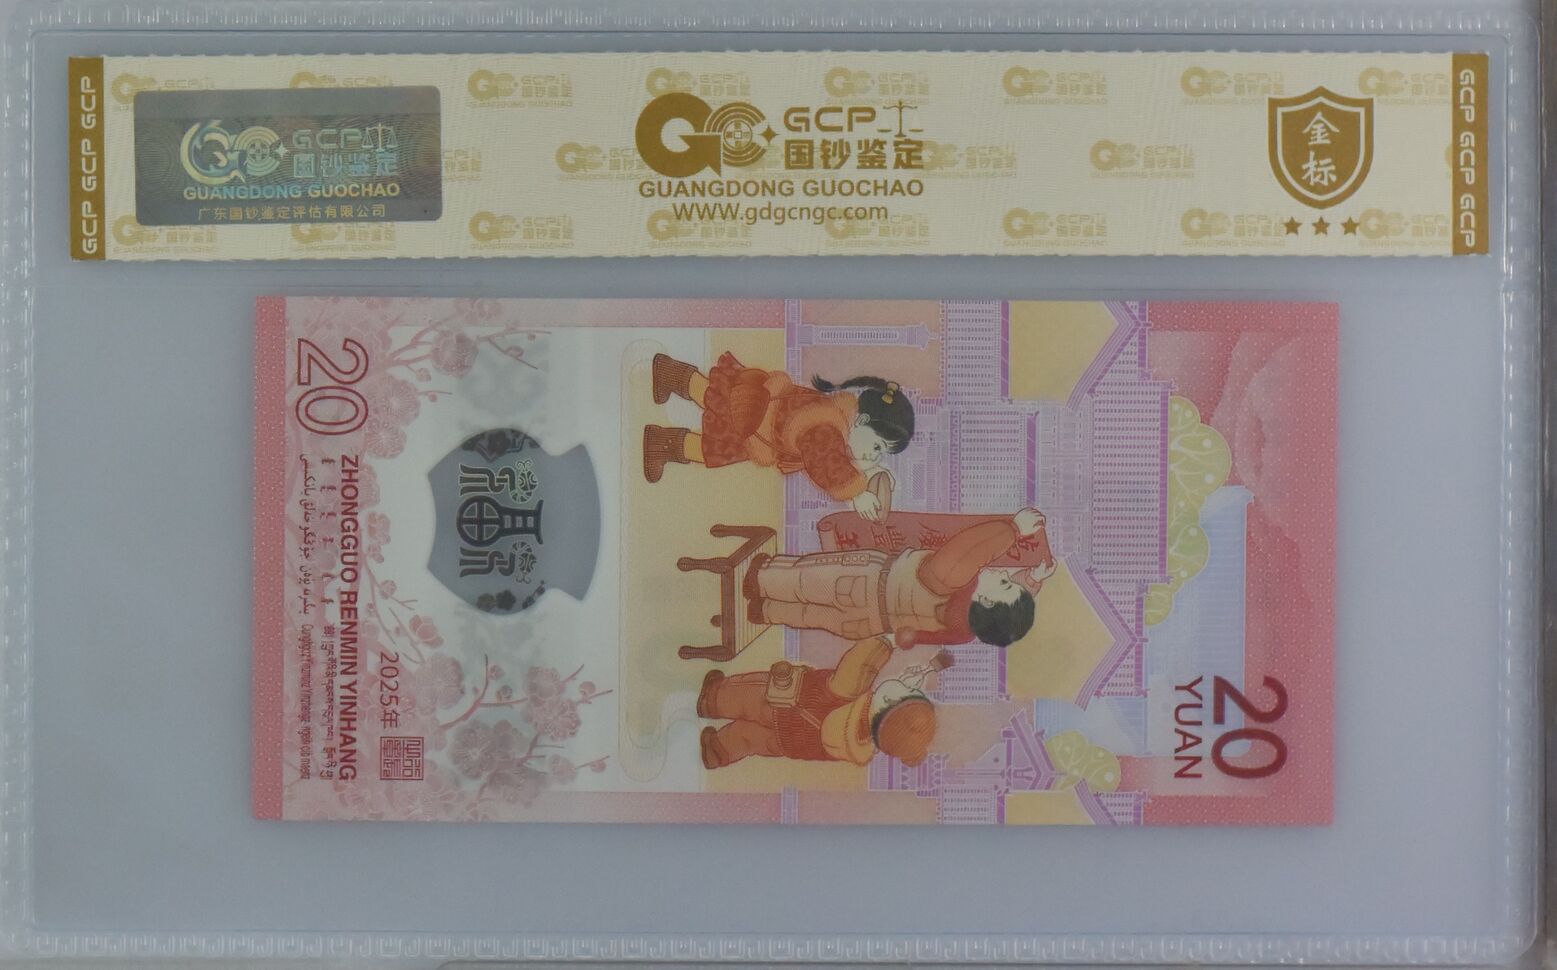 GCP GCP GCP
GCP
国钞鉴定
GUANGDONG GUOCHAO
广东国钞鉴定评估有限公司
GCP
国钞鉴定
GUANGDONG GUOCHAO
WWW.gdgcngc.com
金标
GCP GCP GCP
20
ZHONGGUO RENMIN YINHANG
2025年
20
YUAN